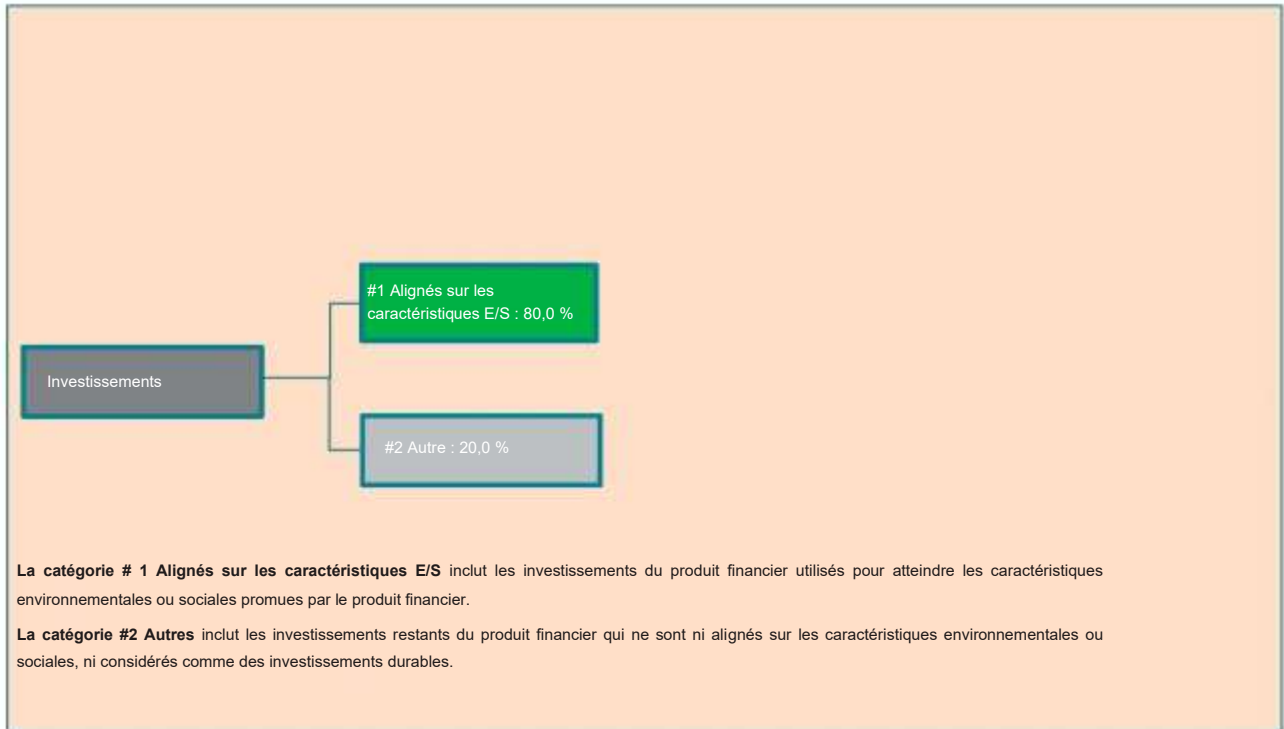 #1 Alignés sur les
caractéristiques E/S : 80,0 %
Investissements
#2 Autre : 20,0 %
La catégorie # 1 Alignés sur les caractéristiques E/S inclut les investissements du produit financier utilisés pour atteindre les caractéristiques
environnementales ou sociales promues par le produit financier.
La catégorie #2 Autres inclut les investissements restants du produit financier qui ne sont ni alignés sur les caractéristiques environnementales ou
sociales, ni considérés comme des investissements durables.